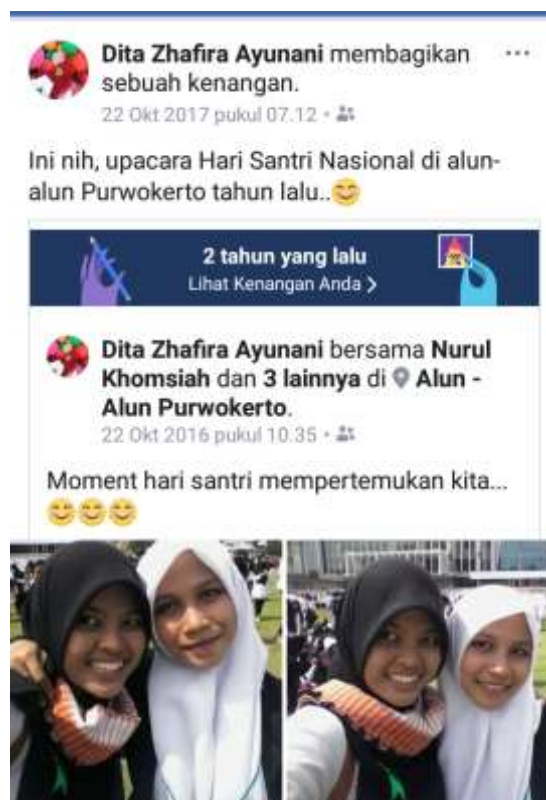 Dita Zhafira Ayunani membagikan ...
sebuah kenangan.
22 Okt 2017 pukul 07.12 •
Ini nih, upacara Hari Santri Nasional di alun-
alun Purwokerto tahun lalu..😊
2 tahun yang lalu
Lihat Kenangan Anda >
Dita Zhafira Ayunani bersama Nurul
Khomsiah dan 3 lainnya di Alun -
Alun Purwokerto.
22 Okt 2016 pukul 10.35 •
Moment hari santri mempertemukan kita...
😊😊😊